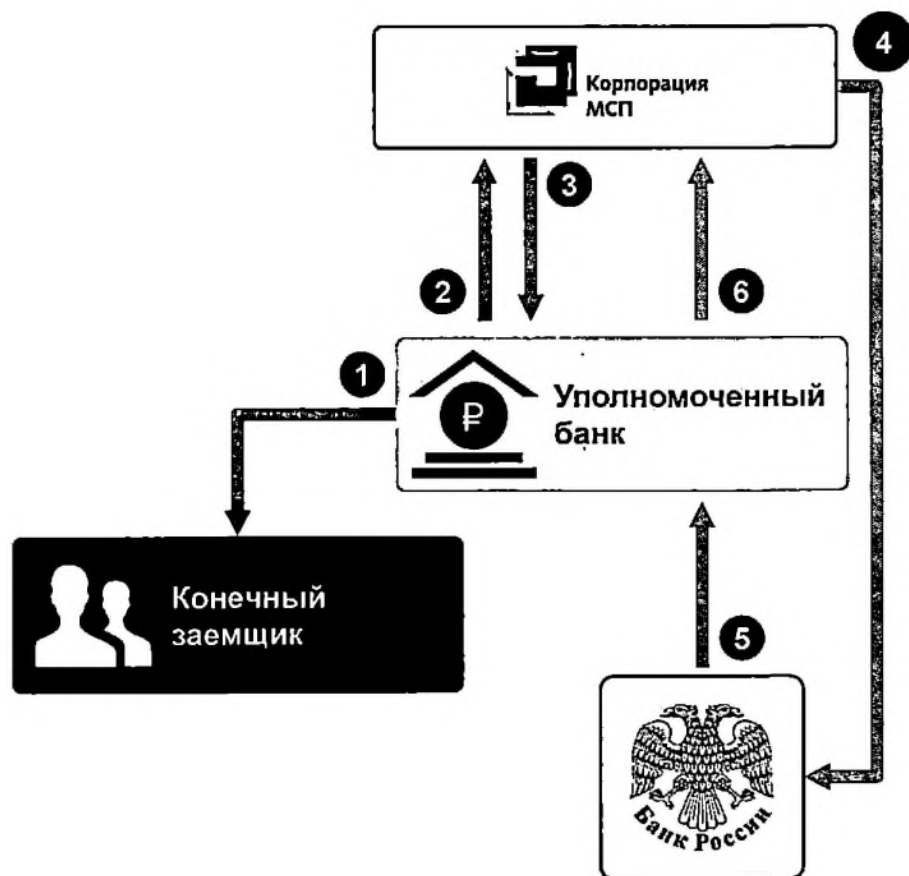 4
Корпорация
МСП
3
2
6
1
₽
Уполномоченный
банк
Конечный
заемщик
5
Банк России